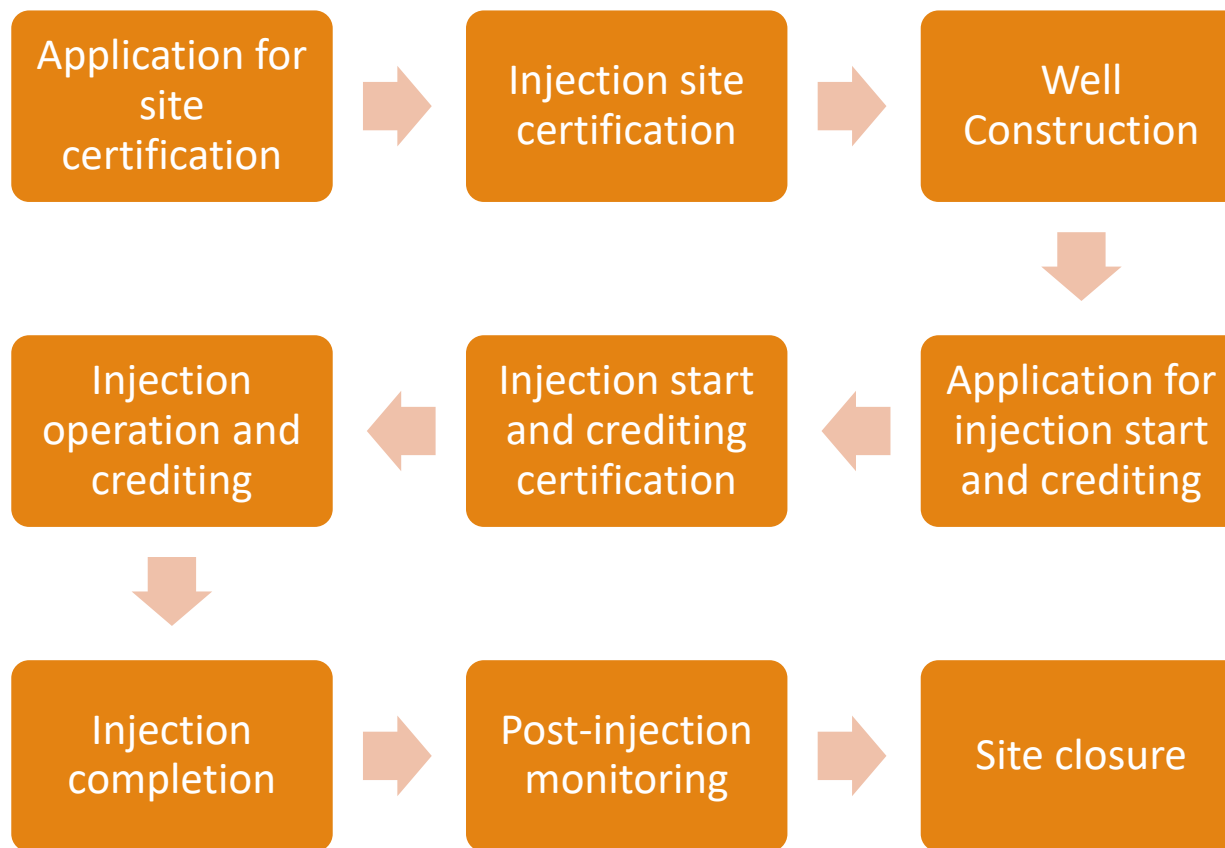 Application for
site
certification
Injection site
certification
Well
Construction
Application for
injection start
and crediting
Injection start
and crediting
certification
Injection
operation and
crediting
Injection
completion
Post-injection
monitoring
Site closure